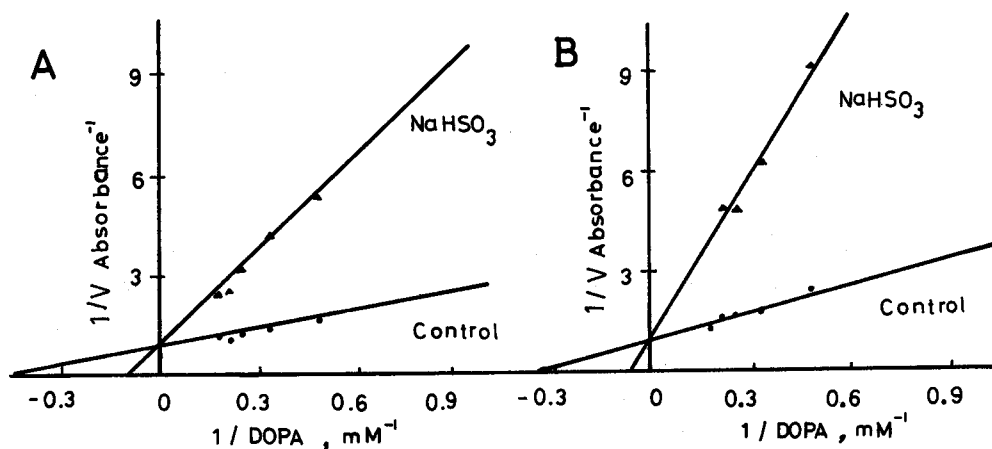 A
9
6
3
1/V Absorbance⁻¹
NaHSO₃
Control
-0.3
0
0.3
0.6
0.9
1/DOPA , mM⁻¹
B
9
6
3
1/V Absorbance⁻¹
NaHSO₃
Control
-0.3
0
0.3
0.6
0.9
1/DOPA , mM⁻¹